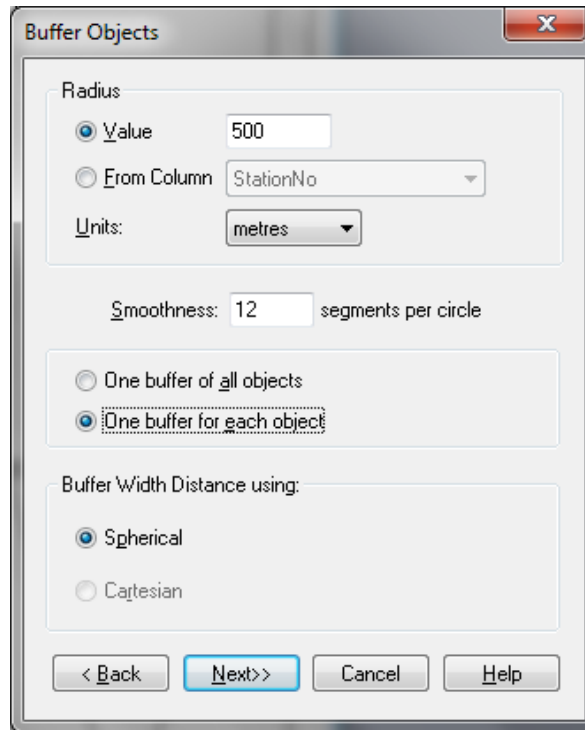 Buffer Objects
Radius
Value 500
From Column StationNo
Units: metres
Smoothness: 12 segments per circle
One buffer of all objects
One buffer for each object
Buffer Width Distance using:
Spherical
Cartesian
< Back Next>> Cancel Help